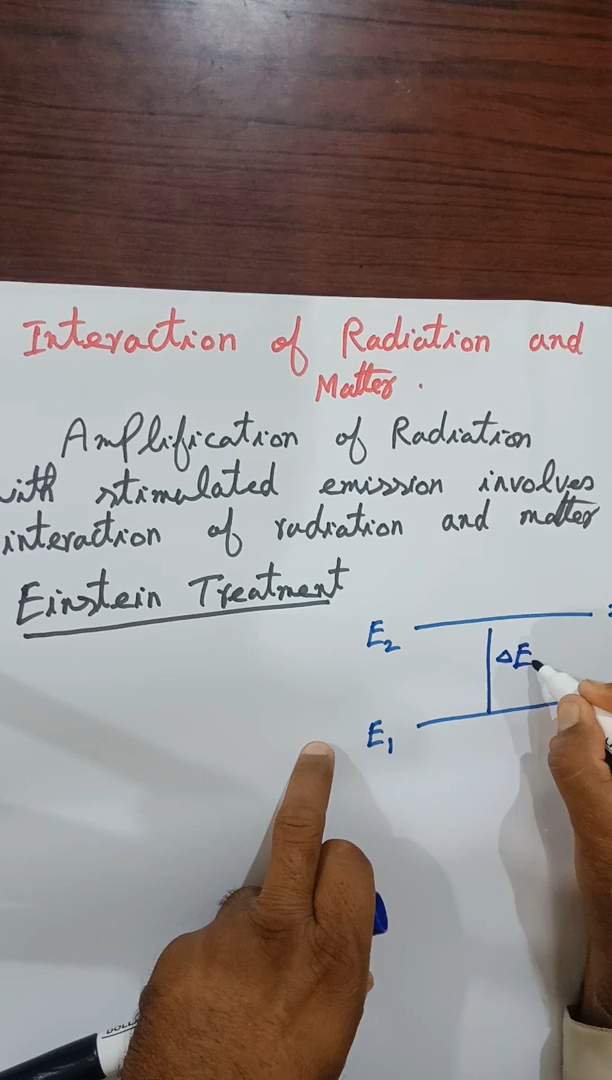 Interaction of Radiation and
Matter.
Amplification of Radiation
with stimulated emission involves
interaction of radiation and matter
Einstein Treatment
E₂
ΔE
E₁